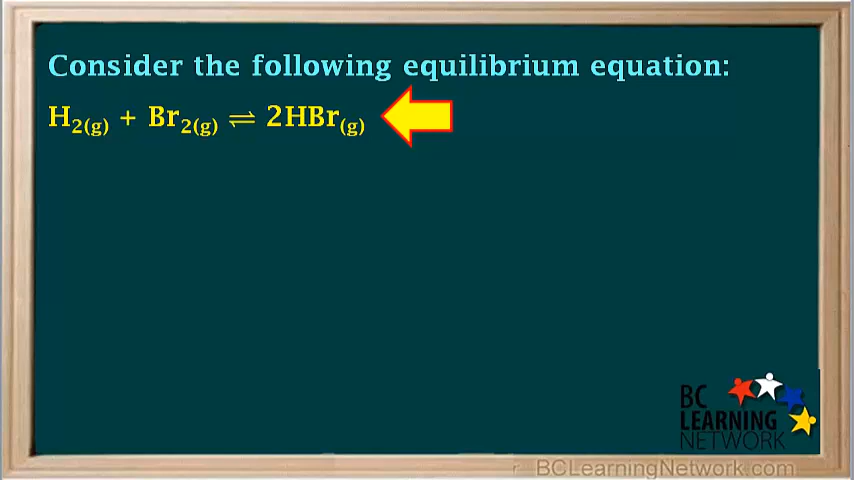 Consider the following equilibrium equation:
H₂(g) + Br₂(g) ⇌ 2HBr(g)
BC
LEARNING
NETWORK
BCLearningNetwork.com